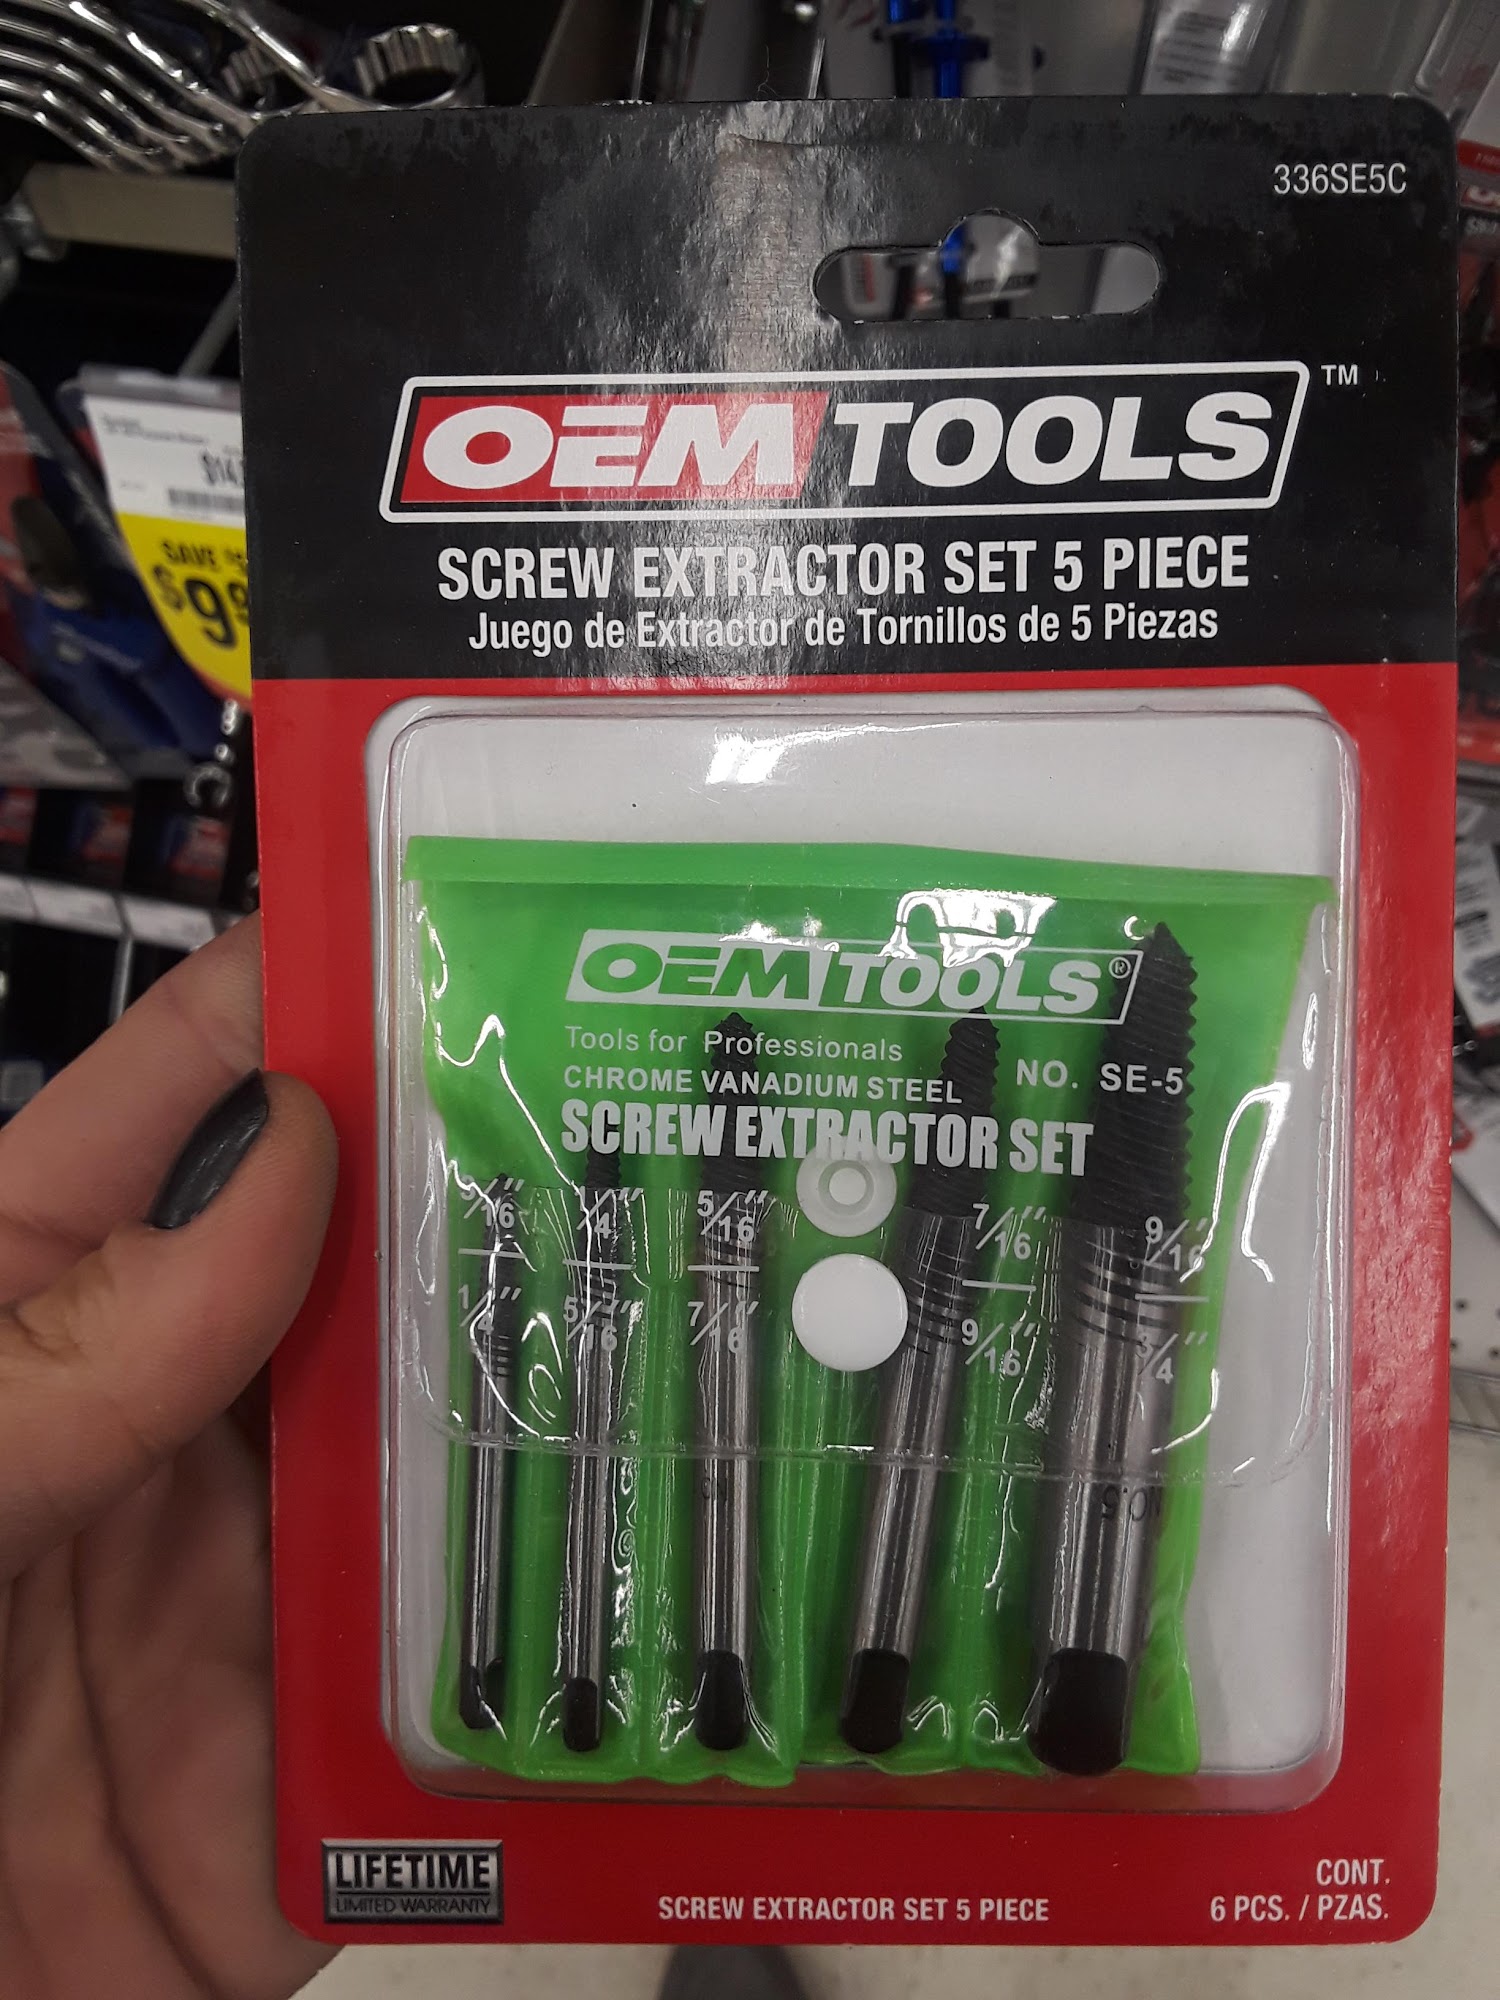 336SE5C
OEM TOOLS™
SCREW EXTRACTOR SET 5 PIECE
Juego de Extractor de Tornillos de 5 Piezas
SAVE
OEM TOOLS®
Tools for Professionals
CHROME VANADIUM STEEL
NO. SE-5
SCREW EXTRACTOR SET
1/4" 5/16" 7/16" 9/16"
1/4" 5/16" 7/16" 9/16" 3/4"
NO.5
LIFETIME
LIMITED WARRANTY
SCREW EXTRACTOR SET 5 PIECE
CONT.
6 PCS. / PZAS.